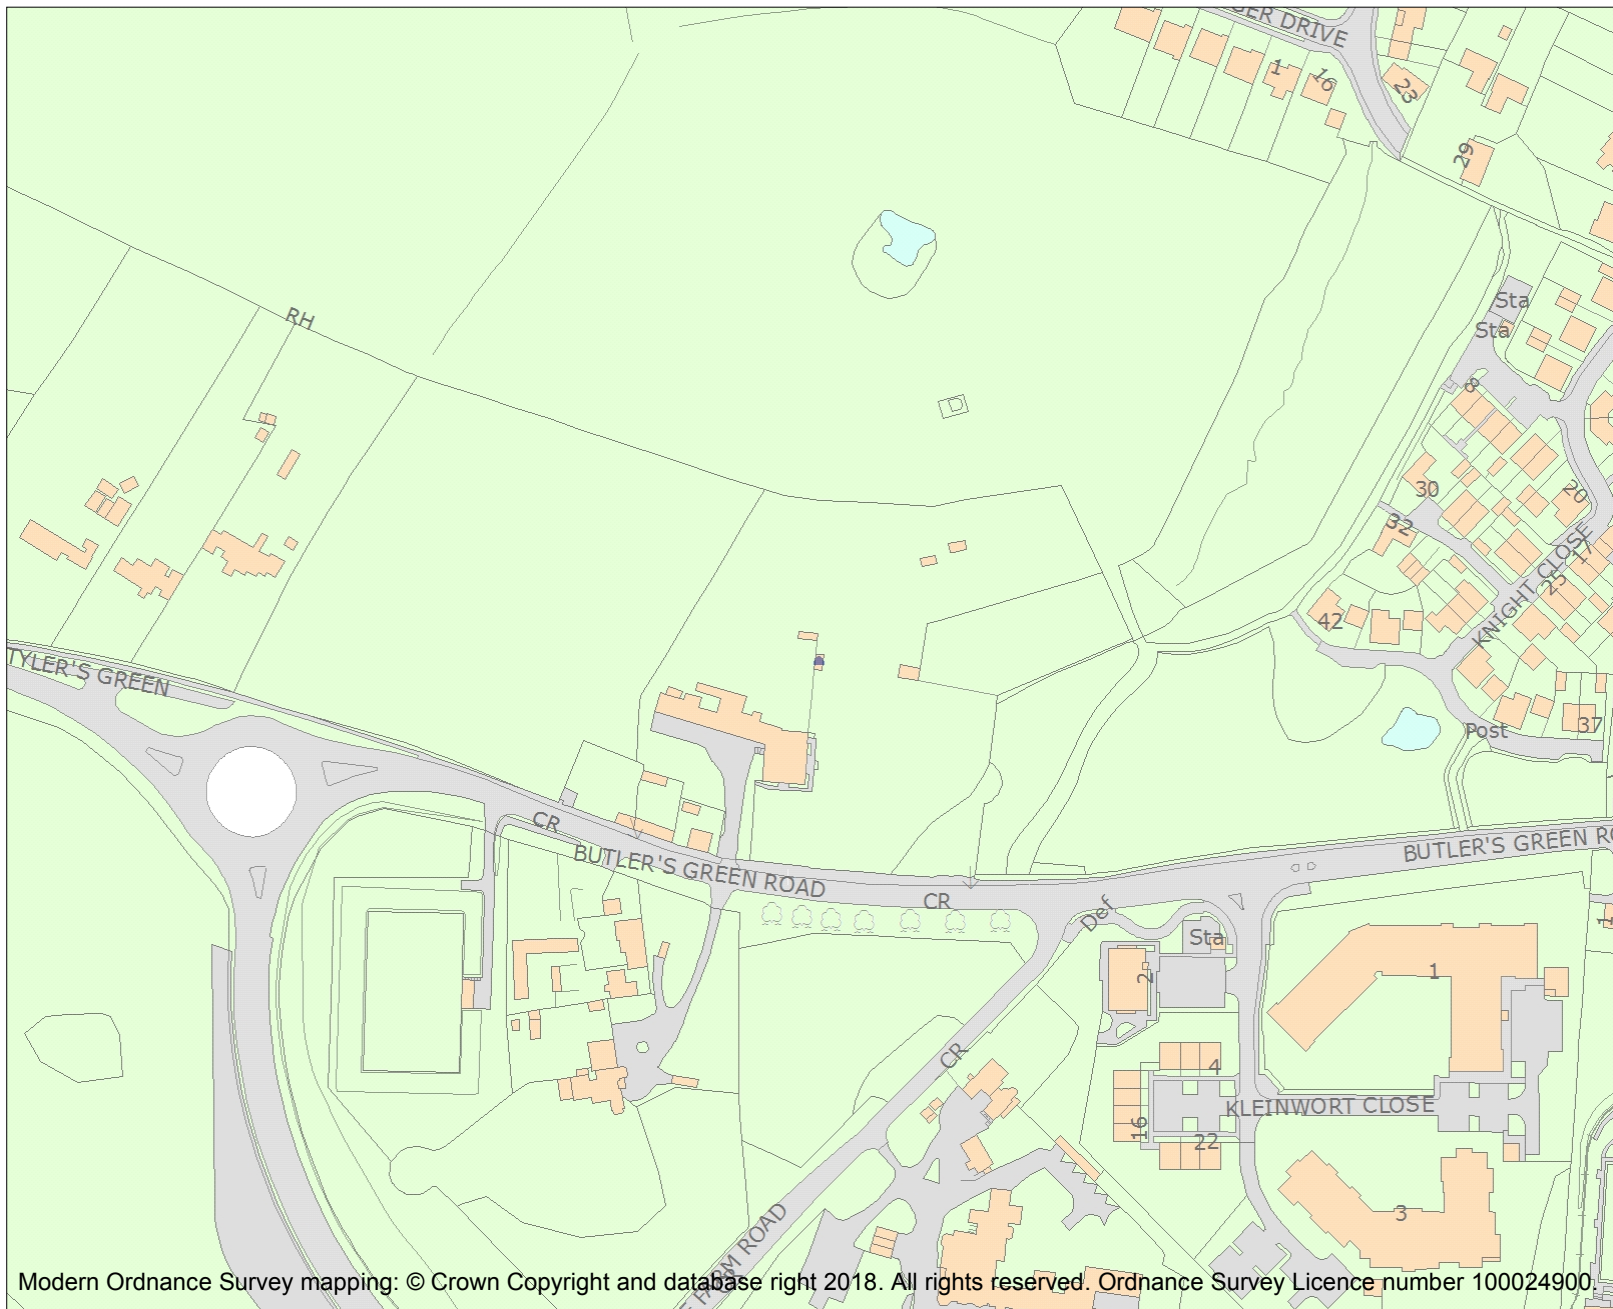 GER DRIVE
1
16
23
29
RH
Sta
Sta
8
30
32
20
KNIGHT CLOSE
17
25
42
TYLER'S GREEN
Post
37
CR
BUTLER'S GREEN ROAD
BUTLER'S GREEN RO
CR
Def
Sta
1
2
1
CR
4
KLEINWORT CLOSE
16
22
3
FARM ROAD
Modern Ordnance Survey mapping: © Crown Copyright and database right 2018. All rights reserved. Ordnance Survey Licence number 100024900.